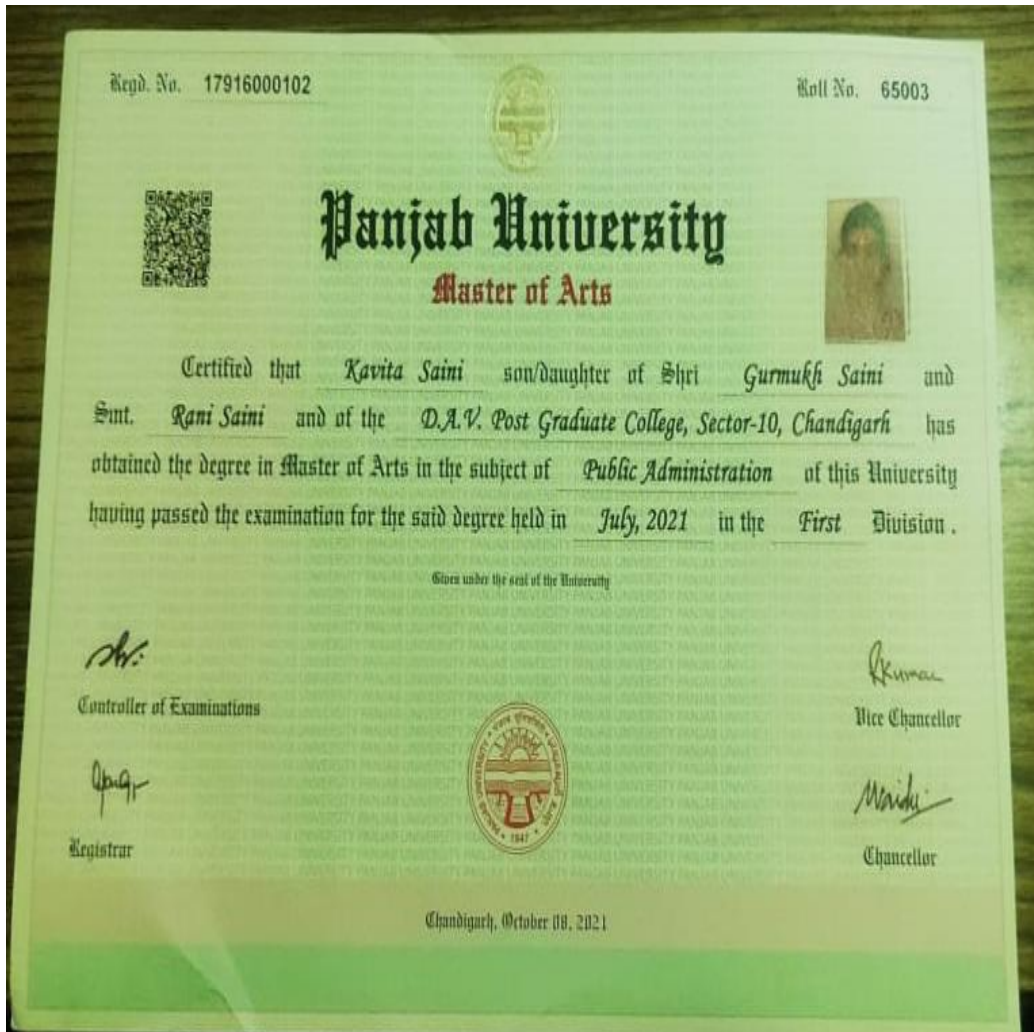 Regd. No. 17916000102
Roll No. 65003
Panjab University
Master of Arts
Certified that Kavita Saini son/daughter of Shri Gurmukh Saini and
Smt. Rani Saini and of the D.A.V. Post Graduate College, Sector-10, Chandigarh has
obtained the degree in Master of Arts in the subject of Public Administration of this University
having passed the examination for the said degree held in July, 2021 in the First Division.
Given under the seal of the University
RKumar
Controller of Examinations
Vice Chancellor
PANJAB UNIVERSITY
1947
Registrar
Chancellor
Chandigarh, October 08, 2021